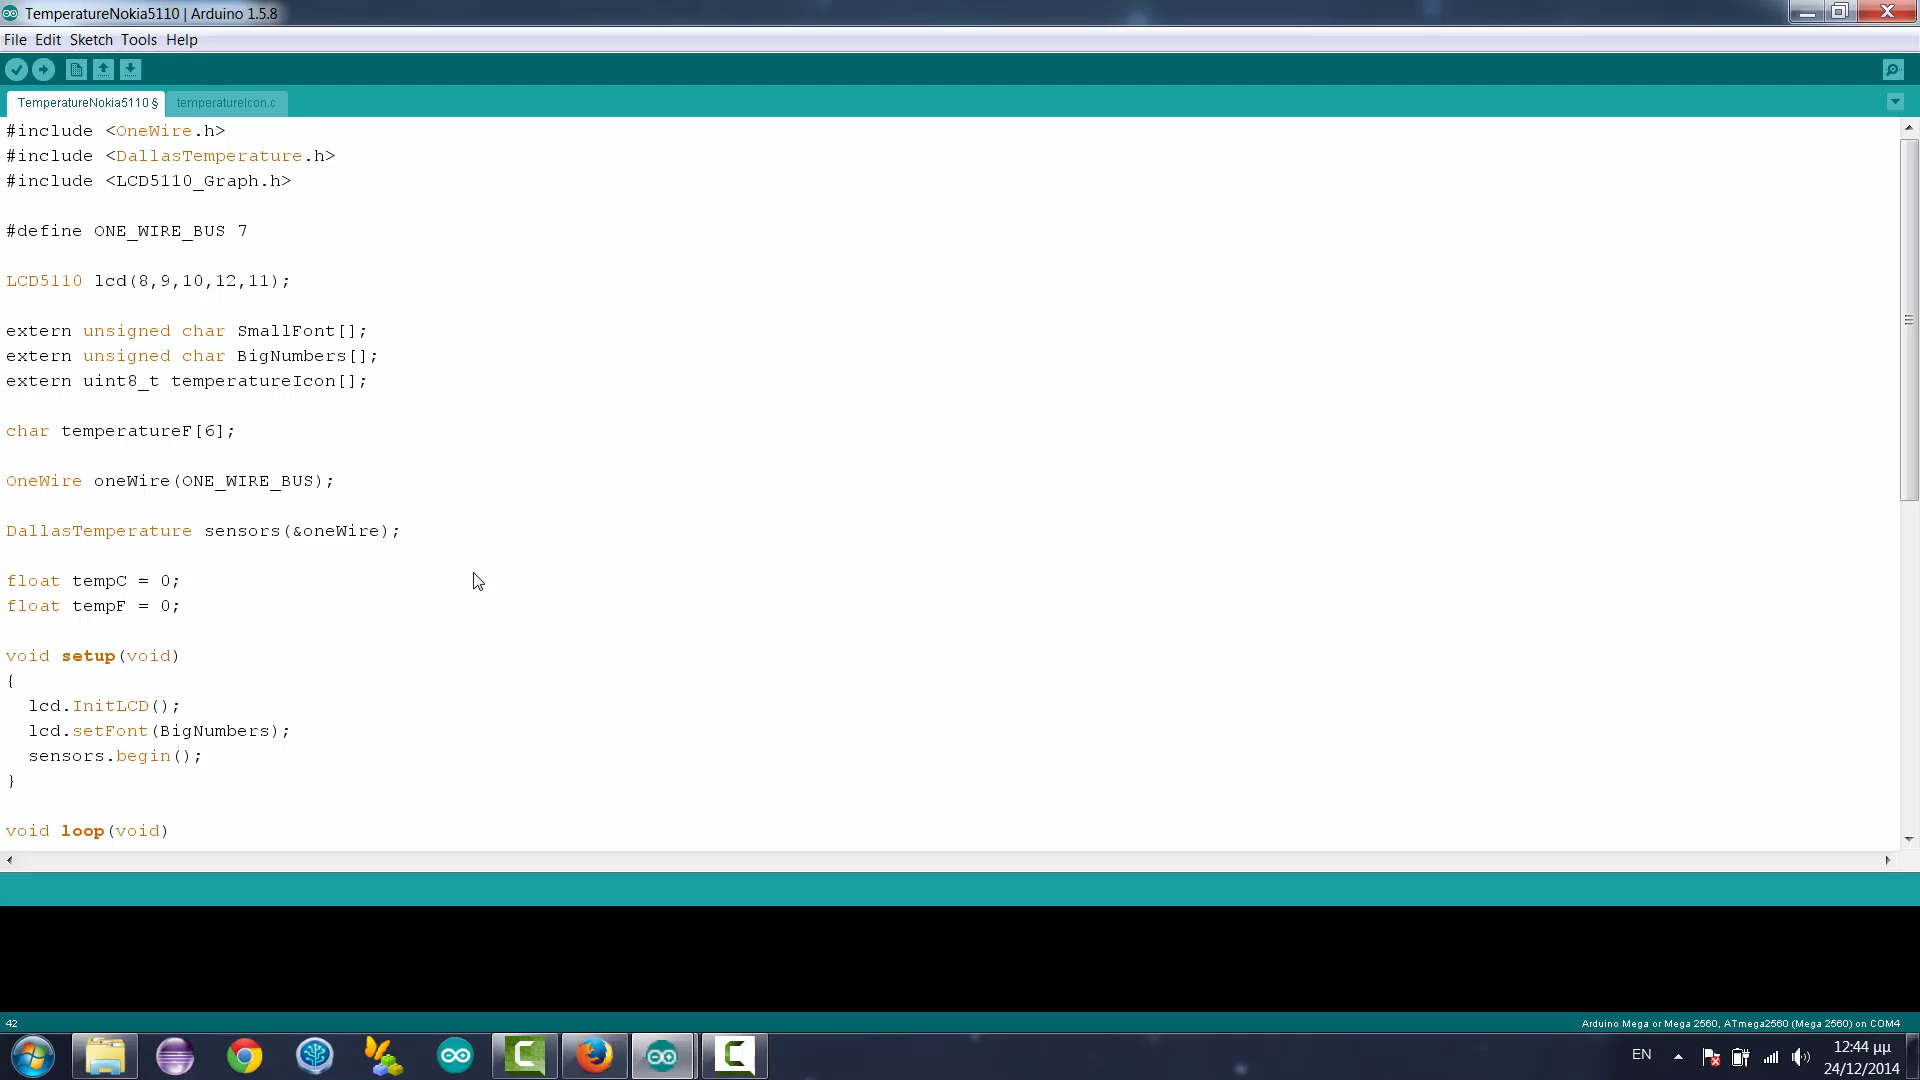 TemperatureNokia5110 | Arduino 1.5.8
File Edit Sketch Tools Help
TemperatureNokia5110 § temperatureIcon.c
#include <OneWire.h>
#include <DallasTemperature.h>
#include <LCD5110_Graph.h>
#define ONE_WIRE_BUS 7
LCD5110 lcd(8,9,10,12,11);
extern unsigned char SmallFont[];
extern unsigned char BigNumbers[];
extern uint8_t temperatureIcon[];
char temperatureF[6];
OneWire oneWire(ONE_WIRE_BUS);
DallasTemperature sensors(&oneWire);
float tempC = 0;
float tempF = 0;
void setup(void)
{
lcd.InitLCD();
lcd.setFont(BigNumbers);
sensors.begin();
}
void loop(void)
42
Arduino Mega or Mega 2560, ATmega2560 (Mega 2560) on COM4
EN
12:44 μμ
24/12/2014